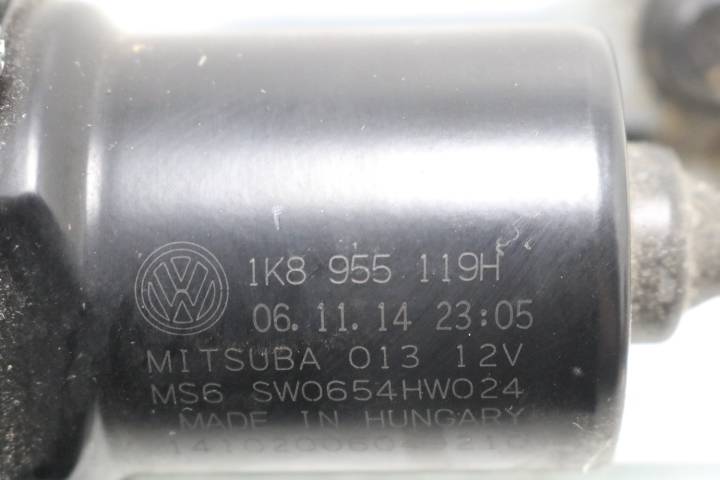 1K8 955 119H
06.11.14 23:05
MITSUBA 013 12V
MS6 SW0654HW024
MADE IN HUNGARY